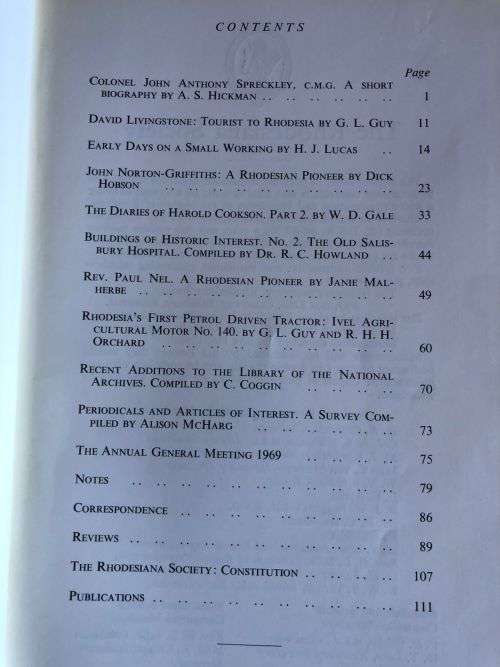 CONTENTS
Page
COLONEL JOHN ANTHONY SPRECKLEY, C.M.G. A SHORT
BIOGRAPHY BY A. S. HICKMAN .. .. .. .. .. .. 1
DAVID LIVINGSTONE: TOURIST TO RHODESIA BY G. L. GUY 11
EARLY DAYS ON A SMALL WORKING BY H. J. LUCAS .. 14
JOHN NORTON-GRIFFITHS: A RHODESIAN PIONEER BY DICK
HOBSON .. .. .. .. .. .. .. .. .. .. 23
THE DIARIES OF HAROLD COOKSON. PART 2. BY W. D. GALE 33
BUILDINGS OF HISTORIC INTEREST. NO. 2. THE OLD SALIS-
BURY HOSPITAL. COMPILED BY DR. R. C. HOWLAND .. 44
REV. PAUL NEL. A RHODESIAN PIONEER BY JANIE MAL-
HERBE .. .. .. .. .. .. .. .. .. .. .. 49
RHODESIA'S FIRST PETROL DRIVEN TRACTOR: IVEL AGRI-
CULTURAL MOTOR NO. 140. BY G. L. GUY AND R. H. H.
ORCHARD .. .. .. .. .. .. .. .. .. .. 60
RECENT ADDITIONS TO THE LIBRARY OF THE NATIONAL
ARCHIVES. COMPILED BY C. COGGIN .. .. .. .. 70
PERIODICALS AND ARTICLES OF INTEREST. A SURVEY COM-
PILED BY ALISON MCHARG .. .. .. .. .. .. 73
THE ANNUAL GENERAL MEETING 1969 .. .. .. .. 75
NOTES .. .. .. .. .. .. .. .. .. .. .. 79
CORRESPONDENCE .. .. .. .. .. .. .. .. .. 86
REVIEWS .. .. .. .. .. .. .. .. .. .. .. 89
THE RHODESIANA SOCIETY: CONSTITUTION .. .. .. .. 107
PUBLICATIONS .. .. .. .. .. .. .. .. .. .. 111